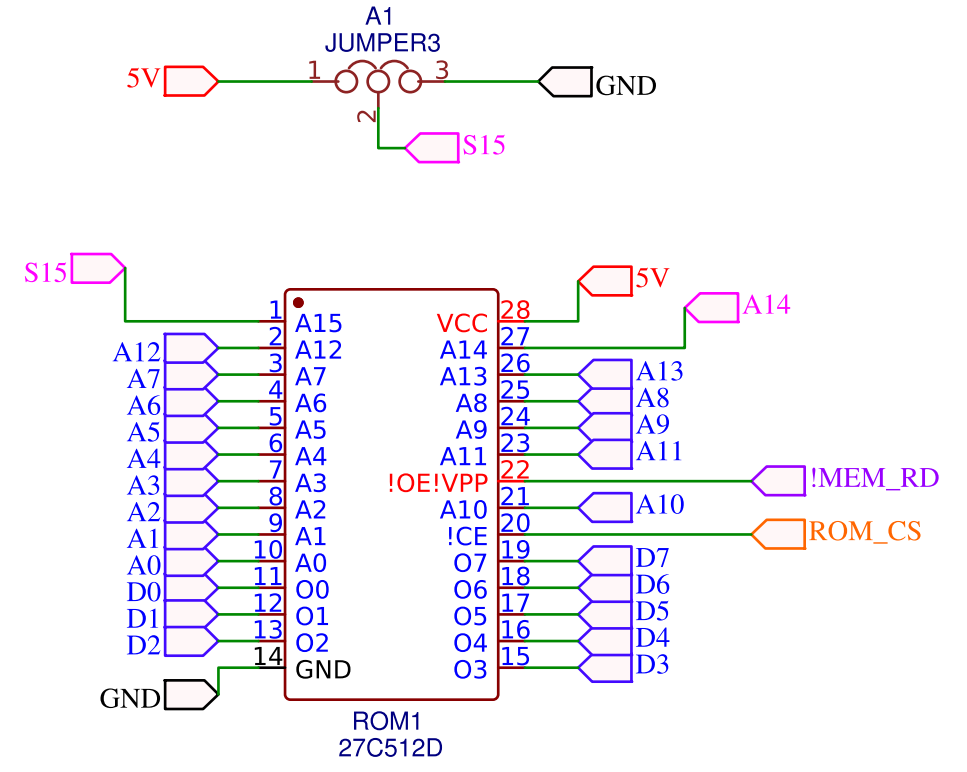 A1
JUMPER3
5V 1 3 GND
2
S15
S15
5V
A14
1 A15 VCC 28
A12 2 A12 A14 27
A7 3 A7 A13 26 A13
A6 4 A6 A8 25 A8
A5 5 A5 A9 24 A9
A4 6 A4 A11 23 A11
A3 7 A3 !OE!VPP 22 !MEM_RD
A2 8 A2 A10 21 A10
A1 9 A1 !CE 20 ROM_CS
A0 10 A0 O7 19 D7
D0 11 O0 O6 18 D6
D1 12 O1 O5 17 D5
D2 13 O2 O4 16 D4
14 GND O3 15 D3
GND
ROM1
27C512D